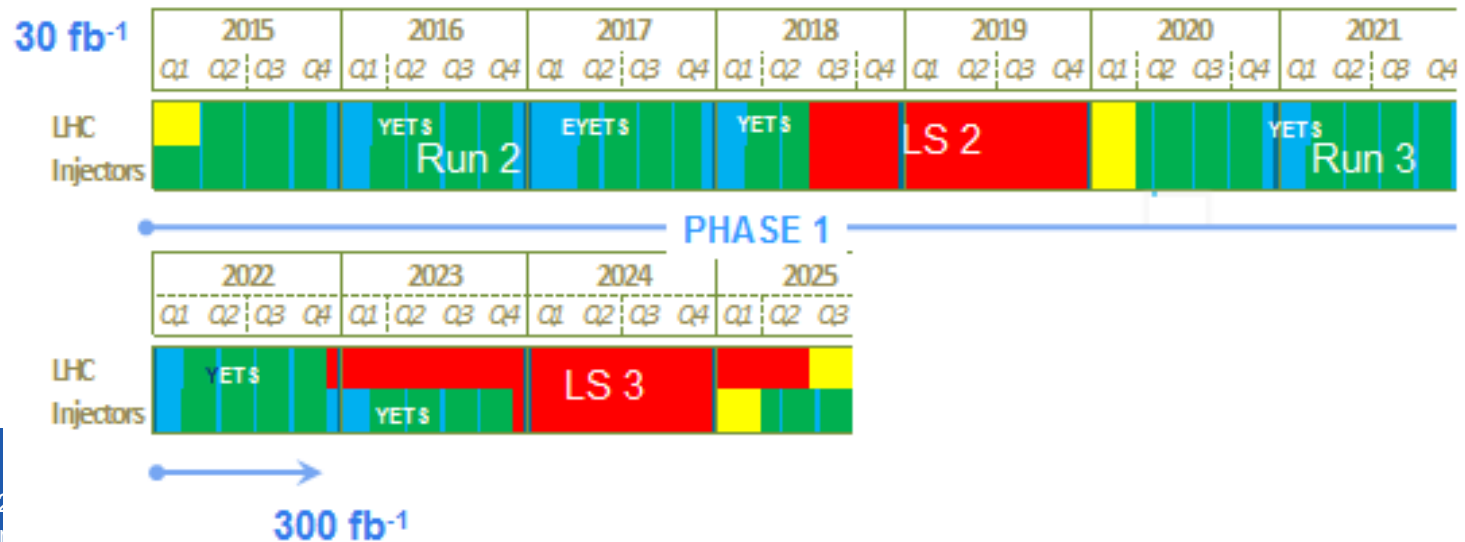 30 fb-1
2015 2016 2017 2018 2019 2020 2021
Q1 Q2 Q3 Q4 Q1 Q2 Q3 Q4 Q1 Q2 Q3 Q4 Q1 Q2 Q3 Q4 Q1 Q2 Q3 Q4 Q1 Q2 Q3 Q4 Q1 Q2 Q3 Q4
LHC YETS EYETS YETS LS 2 YETS
Injectors Run 2 Run 3
PHASE 1
2022 2023 2024 2025
Q1 Q2 Q3 Q4 Q1 Q2 Q3 Q4 Q1 Q2 Q3 Q4 Q1 Q2 Q3
LHC YETS LS 3
Injectors YETS
300 fb-1